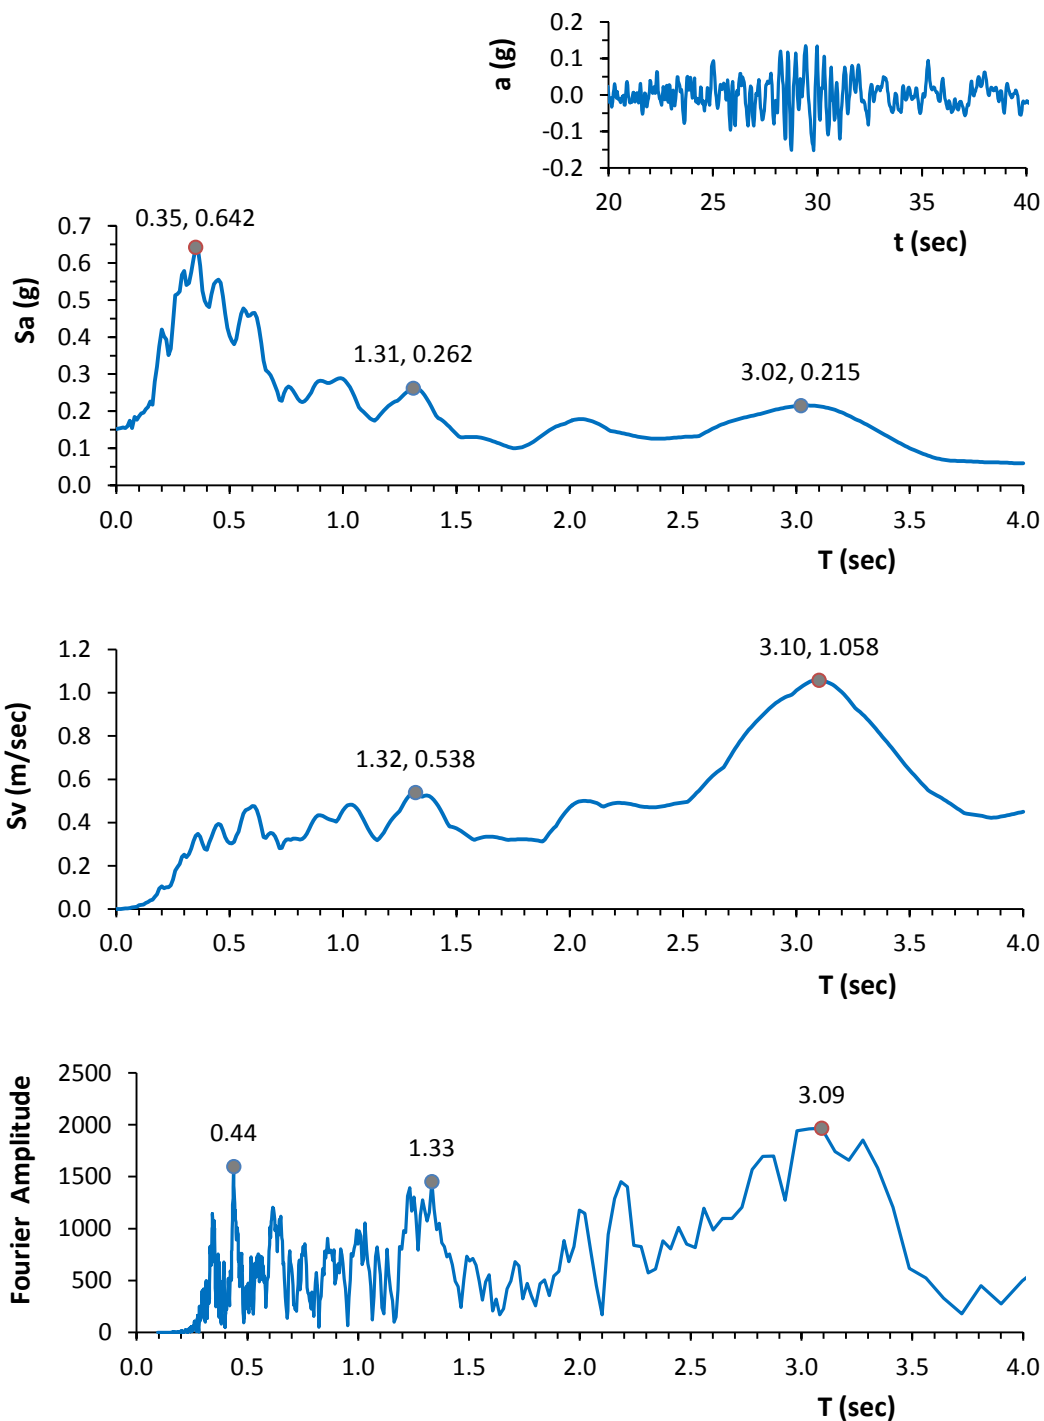 0.2
0.1
0.0
-0.1
-0.2
a (g)
20 25 30 35 40
t (sec)
0.35, 0.642
1.31, 0.262
3.02, 0.215
0.7
0.6
0.5
0.4
0.3
0.2
0.1
0.0
Sa (g)
0.0 0.5 1.0 1.5 2.0 2.5 3.0 3.5 4.0
T (sec)
3.10, 1.058
1.32, 0.538
1.2
1.0
0.8
0.6
0.4
0.2
0.0
Sv (m/sec)
0.0 0.5 1.0 1.5 2.0 2.5 3.0 3.5 4.0
T (sec)
3.09
0.44
1.33
2500
2000
1500
1000
500
0
Fourier Amplitude
0.0 0.5 1.0 1.5 2.0 2.5 3.0 3.5 4.0
T (sec)